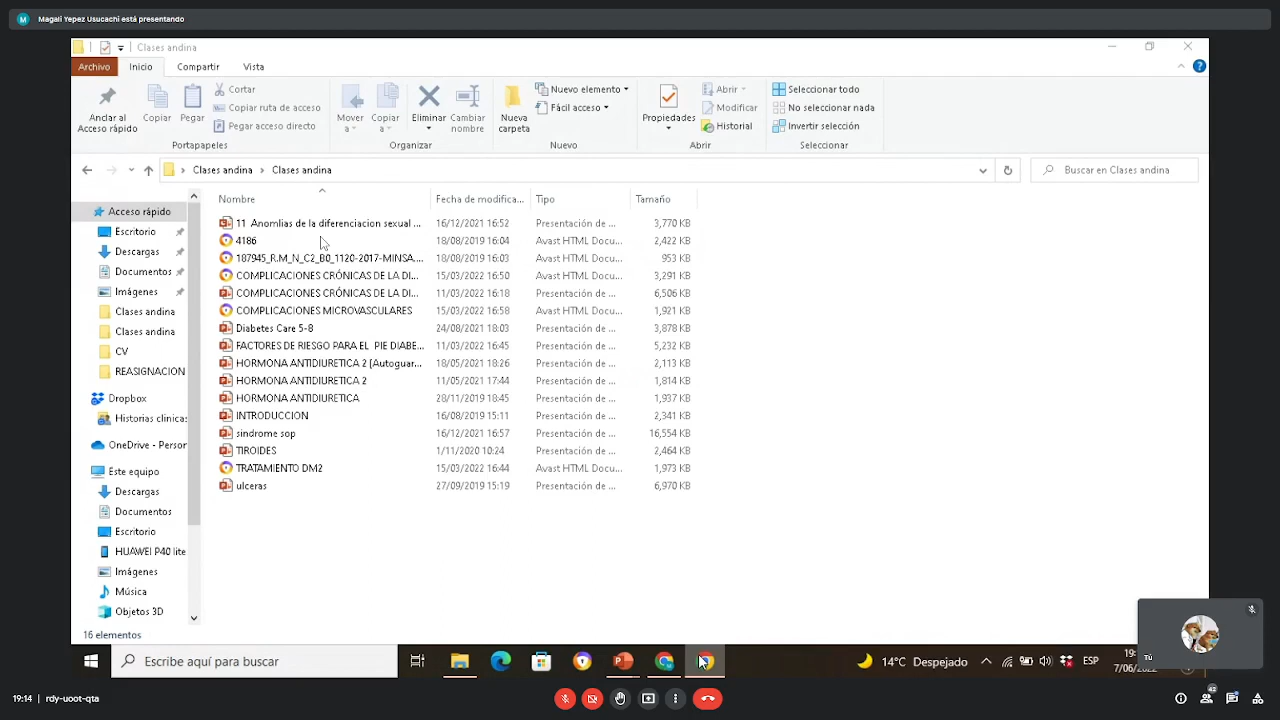 M Magali Yepez Usucachi está presentando
Clases andina
Archivo Inicio Compartir Vista
Anclar al Acceso rápido
Copiar
Pegar
Cortar
Copiar ruta de acceso
Pegar acceso directo
Portapapeles
Mover a
Copiar a
Eliminar
Cambiar nombre
Organizar
Nueva carpeta
Nuevo elemento
Fácil acceso
Nuevo
Propiedades
Abrir
Modificar
Historial
Abrir
Seleccionar todo
No seleccionar nada
Invertir selección
Seleccionar
Clases andina > Clases andina
Buscar en Clases andina
Acceso rápido
Escritorio
Descargas
Documentos
Imágenes
Clases andina
Clases andina
CV
REASIGNACION
Dropbox
Historias clínicas
OneDrive - Person
Este equipo
Descargas
Documentos
Escritorio
HUAWEI P40 lite
Imágenes
Música
Objetos 3D
Nombre Fecha de modifica... Tipo Tamaño
11 Anomlias de la diferenciacion sexual ... 16/12/2021 16:52 Presentación de ... 3,770 KB
4186 18/08/2019 16:04 Avast HTML Docu... 2,422 KB
187945_R.M_N_C2_B0_1120-2017-MINSA.... 18/08/2019 16:03 Avast HTML Docu... 953 KB
COMPLICACIONES CRÓNICAS DE LA DI... 15/03/2022 16:50 Avast HTML Docu... 3,291 KB
COMPLICACIONES CRÓNICAS DE LA DI... 11/03/2022 16:18 Presentación de ... 6,506 KB
COMPLICACIONES MICROVASCULARES 15/03/2022 16:58 Avast HTML Docu... 1,921 KB
Diabetes Care 5-8 24/08/2021 18:03 Presentación de ... 3,878 KB
FACTORES DE RIESGO PARA EL PIE DIABE... 11/03/2022 16:45 Presentación de ... 5,232 KB
HORMONA ANTIDIURETICA 2 [Autoguar... 18/05/2021 18:26 Presentación de ... 2,113 KB
HORMONA ANTIDIURETICA 2 11/05/2021 17:44 Presentación de ... 1,814 KB
HORMONA ANTIDIURETICA 28/11/2019 18:45 Presentación de ... 1,937 KB
INTRODUCCION 16/08/2019 15:11 Presentación de ... 2,341 KB
sindrome sop 16/12/2021 16:57 Presentación de ... 16,554 KB
TIROIDES 1/11/2020 10:24 Presentación de ... 2,464 KB
TRATAMIENTO DM2 15/03/2022 16:44 Avast HTML Docu... 1,973 KB
ulceras 27/09/2019 15:19 Presentación de ... 6,970 KB
16 elementos
Tú
Escribe aquí para buscar
14°C Despejado
ESP
7/06/2022
19:14 rdy-uoot-qta
42